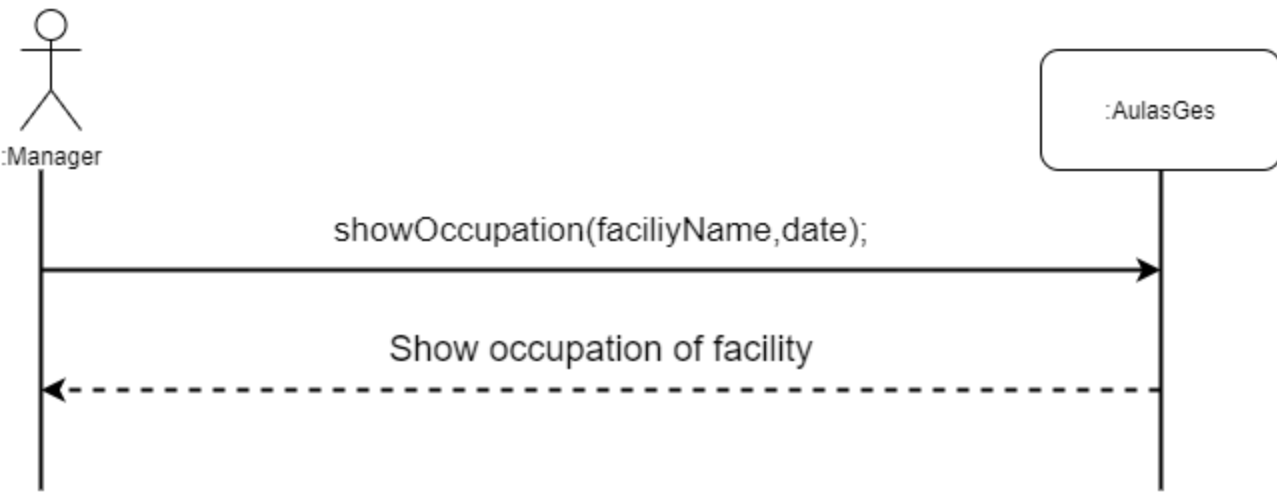 :Manager
:AulasGes
showOccupation(faciliyName,date);
Show occupation of facility